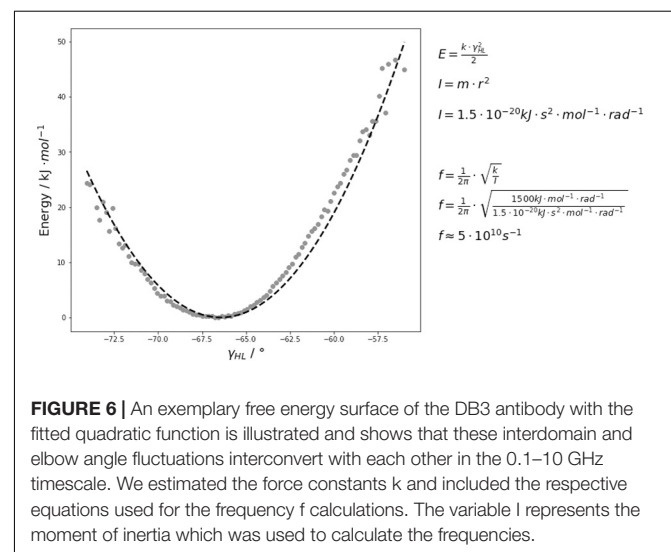 50
40
30
20
10
0
Energy / kJ · mol⁻¹
−72.5 −70.0 −67.5 −65.0 −62.5 −60.0 −57.5
γHL / °
E = k·γ²HL / 2
I = m · r²
I = 1.5 · 10⁻²⁰ kJ · s² · mol⁻¹ · rad⁻¹
f = 1/2π · √(k/I)
f = 1/2π · √(1500kJ·mol⁻¹·rad⁻¹ / 1.5·10⁻²⁰kJ·s²·mol⁻¹·rad⁻¹)
f ≈ 5 · 10¹⁰s⁻¹
FIGURE 6 | An exemplary free energy surface of the DB3 antibody with the
fitted quadratic function is illustrated and shows that these interdomain and
elbow angle fluctuations interconvert with each other in the 0.1–10 GHz
timescale. We estimated the force constants k and included the respective
equations used for the frequency f calculations. The variable I represents the
moment of inertia which was used to calculate the frequencies.